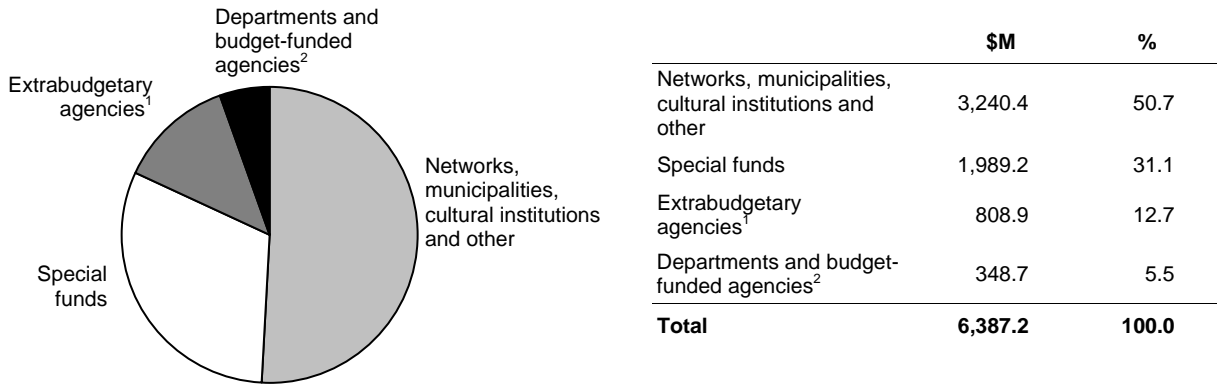 Departments and
budget-funded
agencies2
Extrabudgetary
agencies1
Networks,
municipalities,
cultural institutions
and other
Special
funds
$M %
Networks, municipalities,
cultural institutions and
other 3,240.4 50.7
Special funds 1,989.2 31.1
Extrabudgetary
agencies1 808.9 12.7
Departments and budget-
funded agencies2 348.7 5.5
Total 6,387.2 100.0